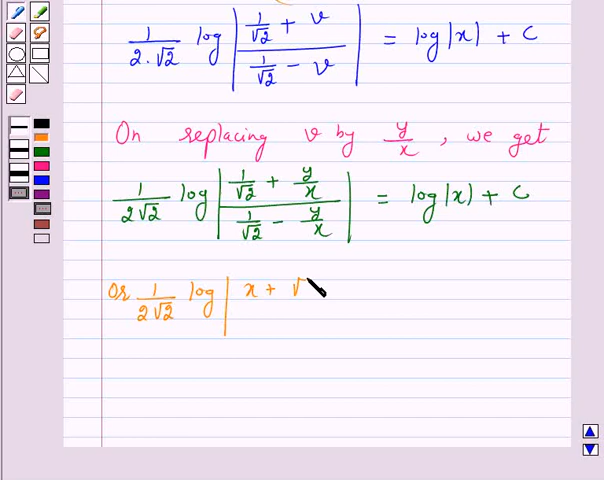 1/(2·√2) log |(1/√2 + v)/(1/√2 - v)| = log|x| + C
On replacing v by y/x, we get
1/(2√2) log |(1/√2 + y/x)/(1/√2 - y/x)| = log|x| + C
Or 1/(2√2) log | x + √